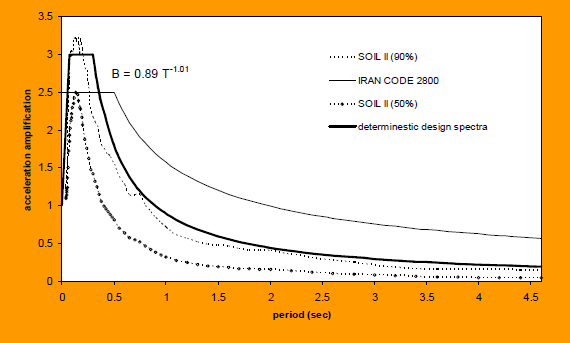 3.5
3
2.5
2
1.5
1
0.5
0
acceleration amplification
B = 0.89 T-1.01
SOIL II (90%)
IRAN CODE 2800
SOIL II (50%)
determinestic design spectra
0 0.5 1 1.5 2 2.5 3 3.5 4 4.5
period (sec)